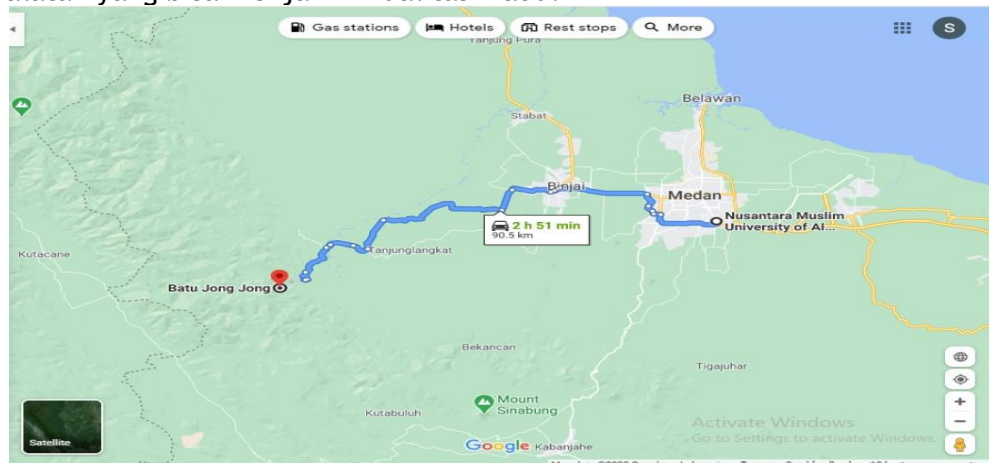 Gas stations
Hotels
Rest stops
More
S
Tanjung Pura
Belawan
Stabat
Binjai
Medan
Nusantara Muslim
University of Al...
2 h 51 min
90.5 km
Tanjunglangkat
Kutacane
Batu Jong Jong
Bekancan
Tigajuhar
Mount
Sinabung
Kutabuluh
Activate Windows
Go to Settings to activate Windows.
Satellite
Google
Kabanjahe